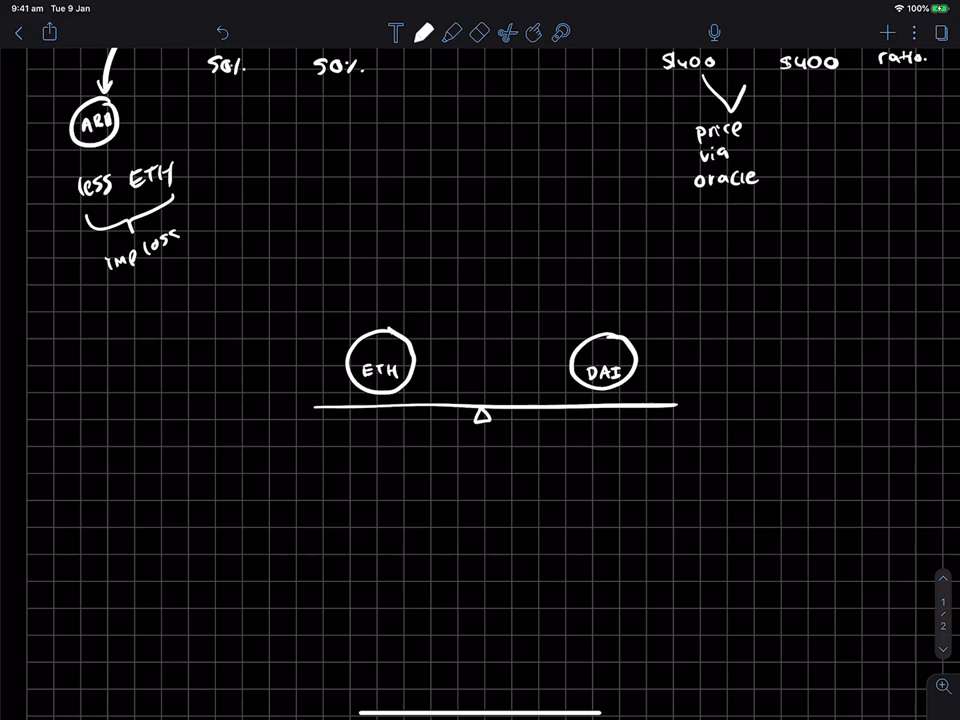 9:41 am Tue 9 Jan
100%
T
50%. 50%. $400 $400 ratio.
ARB
price
via
oracle
less ETH
imp loss
ETH DAI
1
/
2